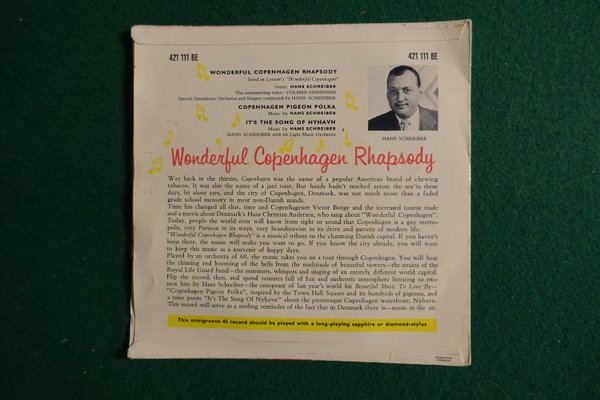 421 111 BE
421 111 BE
WONDERFUL COPENHAGEN RHAPSODY
based on Loesser's "Wonderful Copenhagen"
Score: HANS SCHREIBER
The commenting voice: VOLMER-SØRENSEN
Special Symphony Orchestra and Singers conducted by HANS SCHREIBER
COPENHAGEN PIGEON POLKA
Music by HANS SCHREIBER
IT'S THE SONG OF NYHAVN
Music by HANS SCHREIBER
HANS SCHREIBER with his Light Music Orchestra
HANS SCHREIBER
Wonderful Copenhagen Rhapsody
Way back in the thirties, Copenhagen was the name of a popular American brand of chewing
tobacco. It was also the name of a jazz tune. But hands hadn't reached across the sea in these
days, let alone ears, and the city of Copenhagen, Denmark, was not much more than a faded
grade school memory in most non-Danish minds.
Time has changed all that, time and Copenhagener Victor Borge and the increased tourist trade
and a movie about Denmark's Hans Christian Andersen, who sang about "Wonderful Copenhagen".
Today, people the world over will know from sight or sound that Copenhagen is a gay metro-
polis, very Parisian in its ways, very Scandinavian in its drive and pattern of modern life.
"Wonderful Copenhagen Rhapsody" is a musical tribute to the charming Danish capital. If you haven't
been there, the music will make you want to go. If you know the city already, you will want
to keep this music as a souvenir of happy days.
Played by an orchestra of 60, the music takes you on a tour through Copenhagen. You will hear
the chiming and booming of the bells from the multitude of beautiful towers—the strains of the
Royal Life Guard band—the murmurs, whispers and singing of an entirely different world capital.
Flip the record, then, and spend minutes full of fun and authentic atmosphere listening to two
new hits by Hans Schreiber—the composer of last year's hit Beautiful Music To Love By—
"Copenhagen Pigeon Polka", inspired by the Town Hall Square and its hundreds of pigeons, and
a tone poem "It's The Song Of Nyhavn" about the picturesque Copenhagen waterfront, Nyhavn.
This record will serve as a smiling reminder of the fact that in Denmark there is—music in the air.
This minigroove 45 record should be played with a long-playing sapphire or diamond-stylus